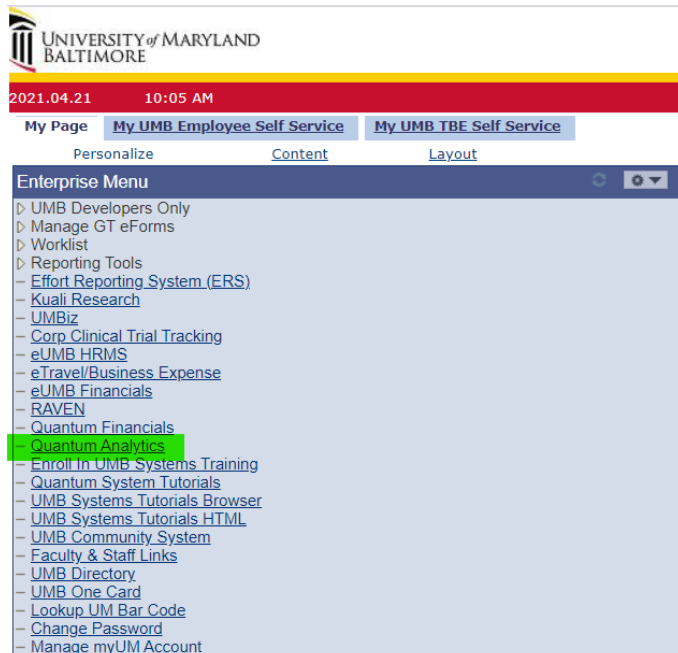 UNIVERSITY of MARYLAND
BALTIMORE
2021.04.21 10:05 AM
My Page My UMB Employee Self Service My UMB TBE Self Service
Personalize Content Layout
Enterprise Menu
UMB Developers Only
Manage GT eForms
Worklist
Reporting Tools
– Effort Reporting System (ERS)
– Kuali Research
– UMBiz
– Corp Clinical Trial Tracking
– eUMB HRMS
– eTravel/Business Expense
– eUMB Financials
– RAVEN
– Quantum Financials
– Quantum Analytics
– Enroll In UMB Systems Training
– Quantum System Tutorials
– UMB Systems Tutorials Browser
– UMB Systems Tutorials HTML
– UMB Community System
– Faculty & Staff Links
– UMB Directory
– UMB One Card
– Lookup UM Bar Code
– Change Password
– Manage myUM Account